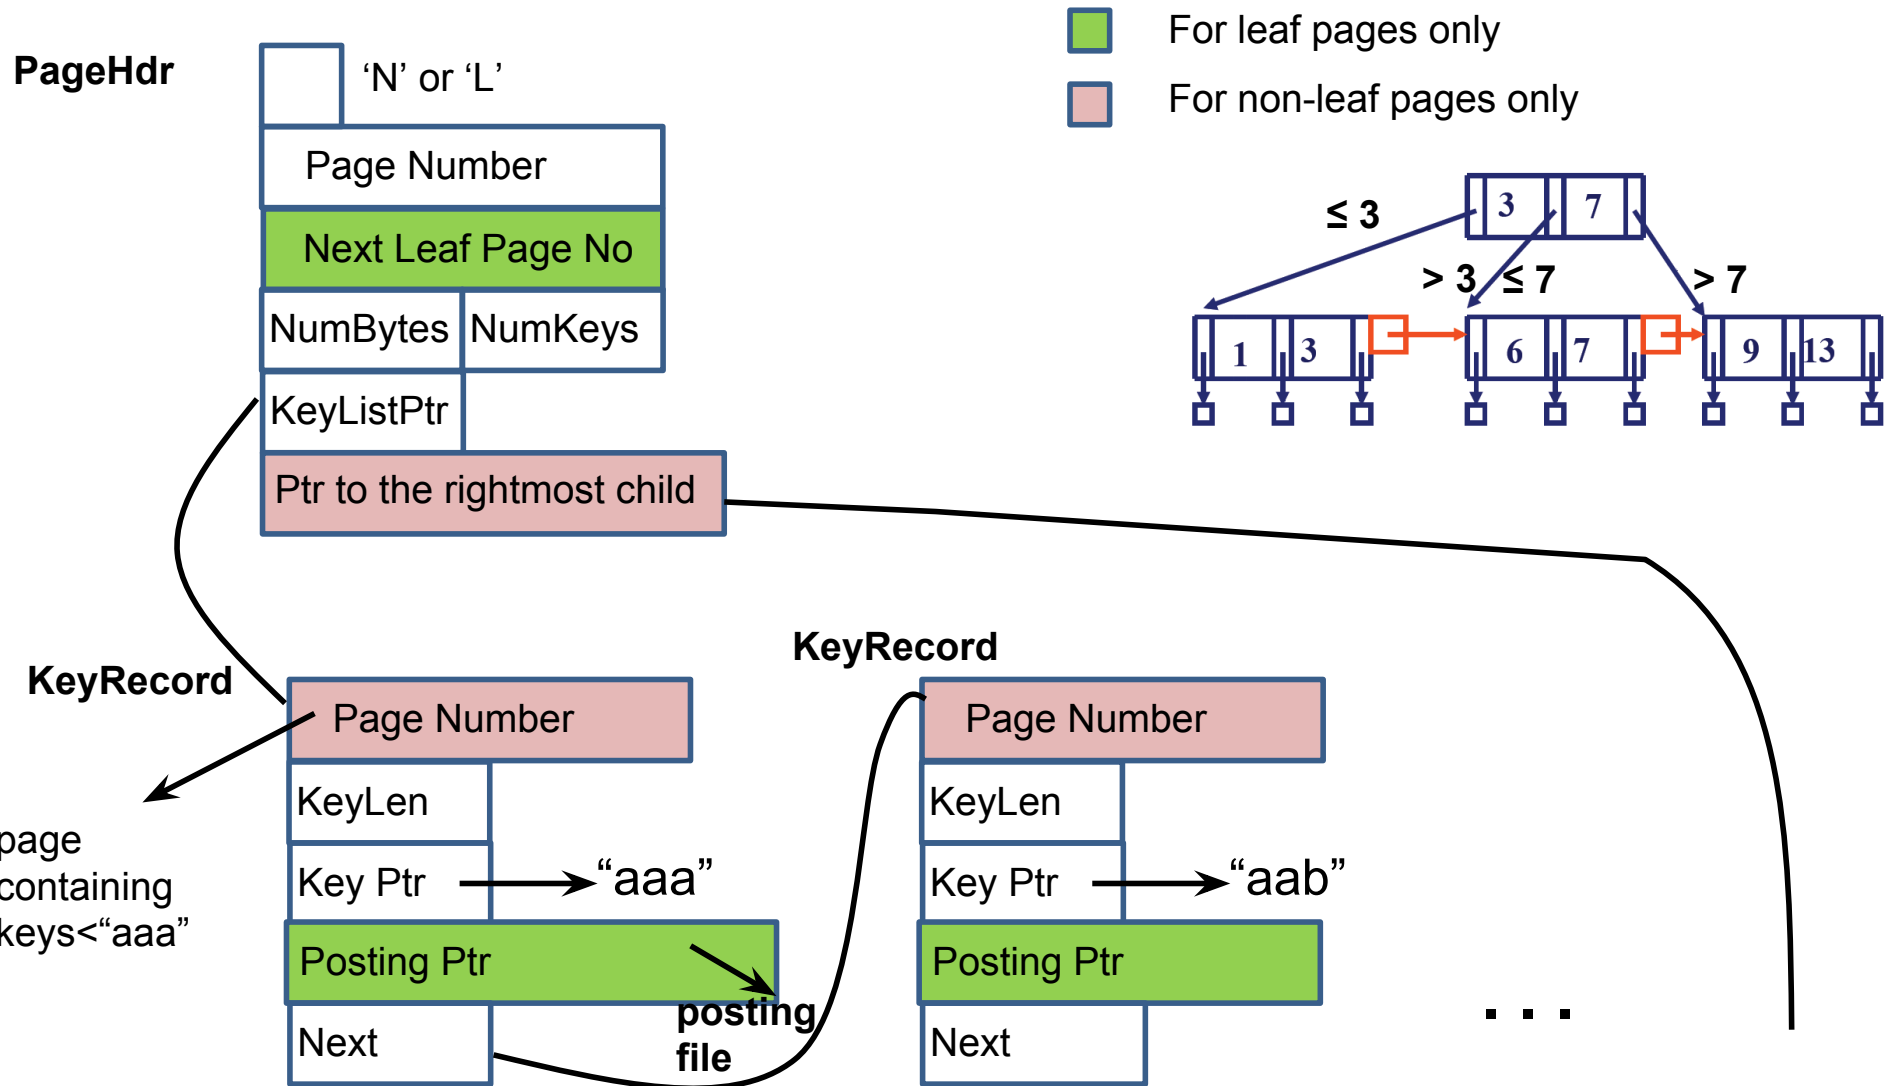 For leaf pages only
For non-leaf pages only
PageHdr
‘N’ or ‘L’
Page Number
Next Leaf Page No
NumBytes NumKeys
KeyListPtr
Ptr to the rightmost child
3 7
≤ 3
> 3 ≤ 7
> 7
1 3
6 7
9 13
KeyRecord
Page Number
KeyLen
Key Ptr “aaa”
Posting Ptr
Next
page
containing
keys<“aaa”
posting
file
KeyRecord
Page Number
KeyLen
Key Ptr “aab”
Posting Ptr
Next
. . .